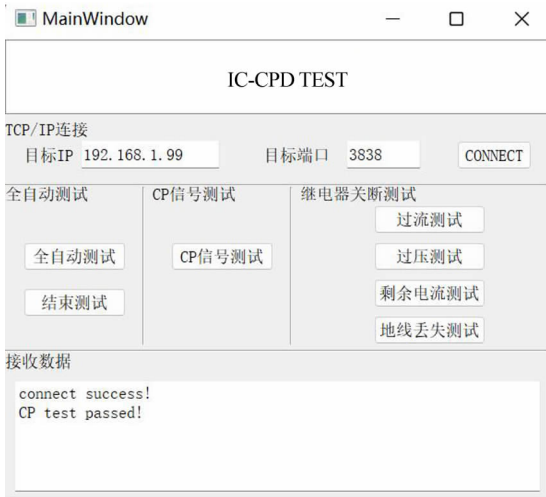 MainWindow
IC-CPD TEST
TCP/IP连接
目标IP 192.168.1.99 目标端口 3838 CONNECT
全自动测试 CP信号测试 继电器关断测试
过流测试
全自动测试 CP信号测试 过压测试
结束测试 剩余电流测试
地线丢失测试
接收数据
connect success!
CP test passed!